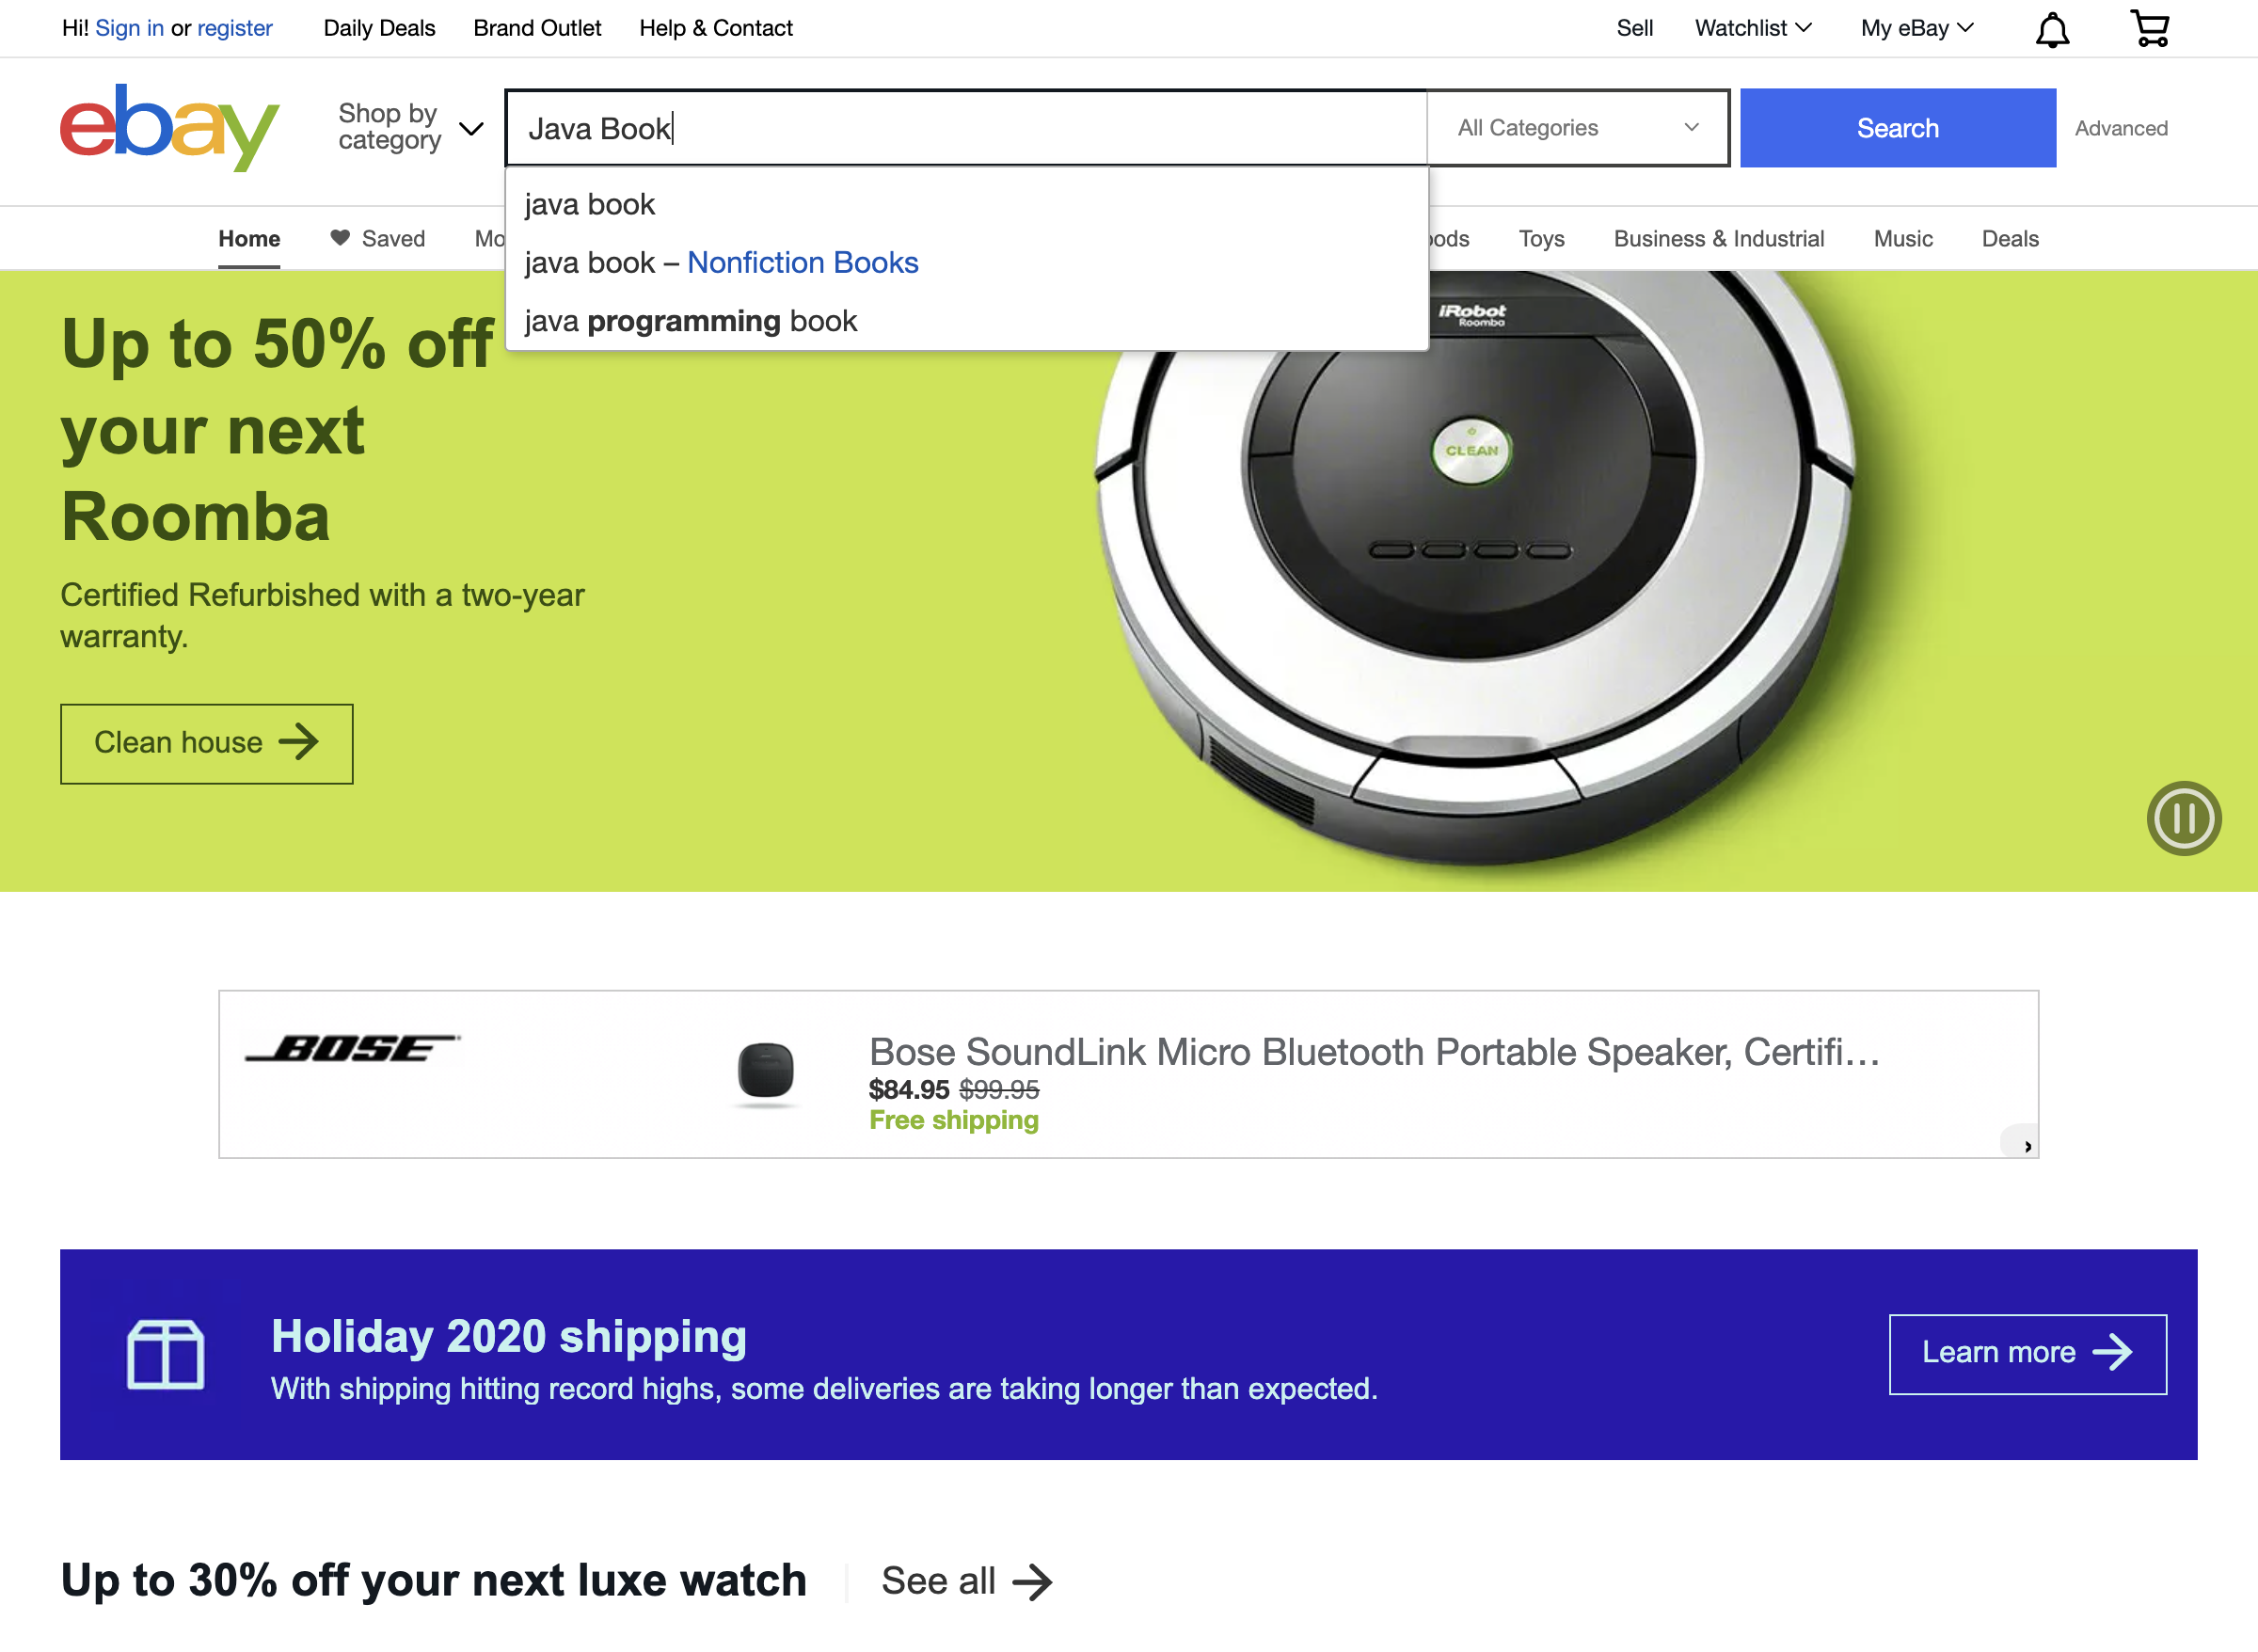 Hi! Sign in or register Daily Deals Brand Outlet Help & Contact Sell Watchlist My eBay
ebay Shop by category Java Book All Categories Search Advanced
java book
java book – Nonfiction Books
java programming book
Home Saved Mo oods Toys Business & Industrial Music Deals
Up to 50% off
your next
Roomba
Certified Refurbished with a two-year
warranty.
Clean house
iRobot
Roomba
CLEAN
BOSE
Bose SoundLink Micro Bluetooth Portable Speaker, Certifi...
$84.95 $99.95
Free shipping
Holiday 2020 shipping
With shipping hitting record highs, some deliveries are taking longer than expected.
Learn more
Up to 30% off your next luxe watch See all